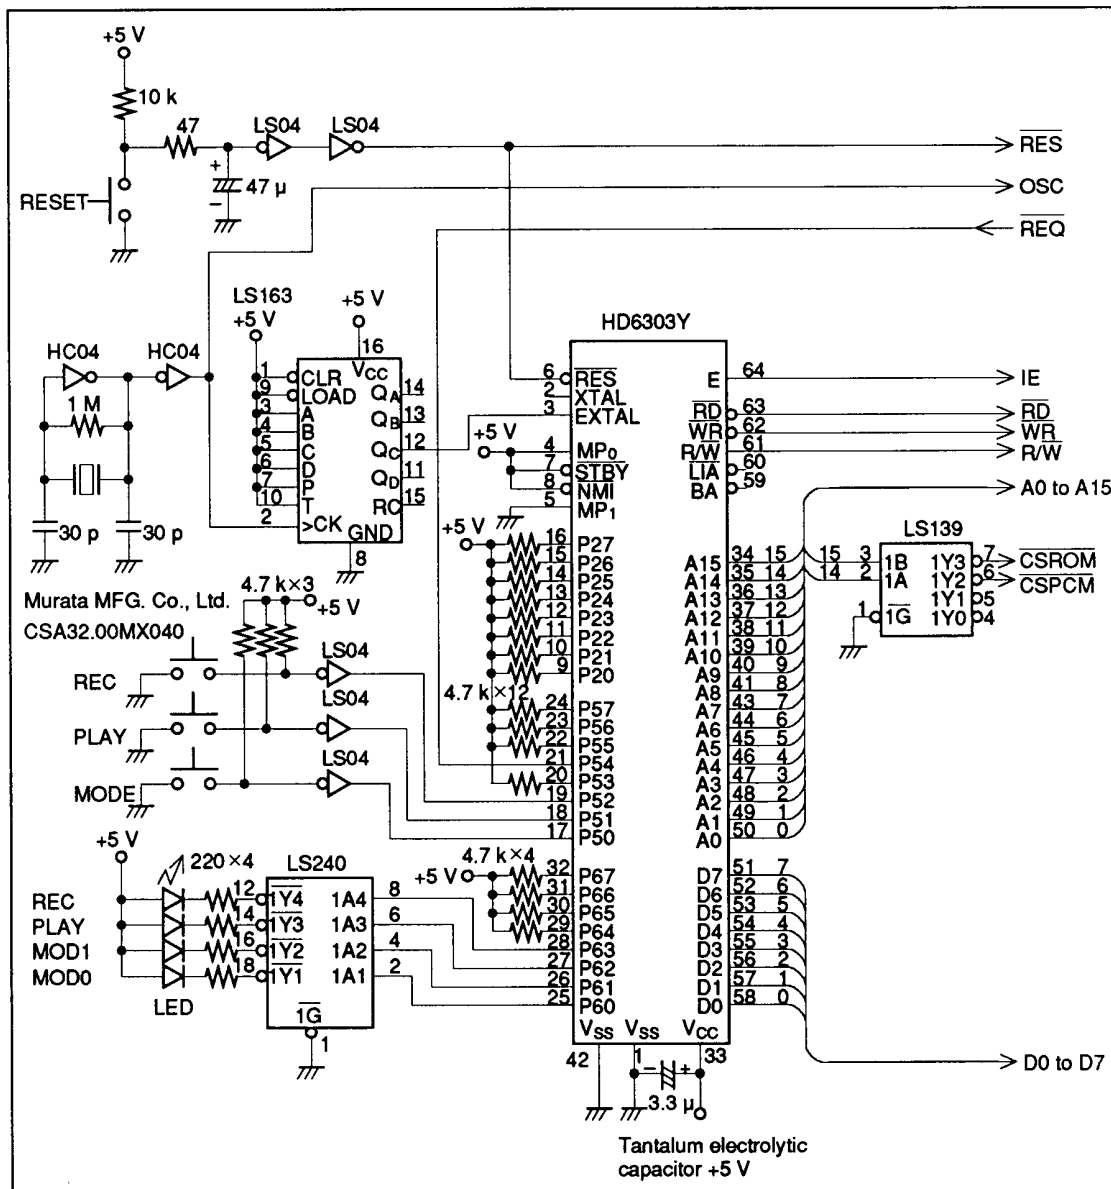 +5 V
10 k
47
LS04
LS04
+
47 μ
−
RESET
RES
OSC
REQ
LS163
+5 V
+5 V
HC04
HC04
1 M
30 p
30 p
16
VCC
1
CLR
9
LOAD
3
A
4
B
5
C
6
D
7
P
10
T
2
>CK
QA
14
QB
13
QC
12
QD
11
RC
15
GND
8
Murata MFG. Co., Ltd.
CSA32.00MX040
4.7 k×3
+5 V
REC
LS04
PLAY
LS04
MODE
LS04
+5 V
220 ×4
LS240
REC
PLAY
MOD1
MOD0
LED
12
1Y4
1A4
8
14
1Y3
1A3
6
16
1Y2
1A2
4
18
1Y1
1A1
2
1G
1
HD6303Y
6
RES
2
XTAL
3
EXTAL
+5 V
4
MP0
7
STBY
8
NMI
5
MP1
+5 V
16
P27
15
P26
14
P25
13
P24
12
P23
11
P22
10
P21
9
P20
4.7 k ×12
24
P57
23
P56
22
P55
21
P54
20
P53
19
P52
18
P51
17
P50
4.7 k ×4
+5 V
32
P67
31
P66
30
P65
29
P64
28
P63
27
P62
26
P61
25
P60
E
64
IE
RD
63
RD
WR
62
WR
R/W
61
R/W
LIA
60
BA
59
A0 to A15
A15 34 15
A14 35 14
A13 36 13
A12 37 12
A11 38 11
A10 39 10
A9 40 9
A8 41 8
A7 43 7
A6 44 6
A5 45 5
A4 46 4
A3 47 3
A2 48 2
A1 49 1
A0 50 0
LS139
15
3
1B
14
2
1A
1
1G
1Y3
7
CSROM
1Y2
6
CSPCM
1Y1
5
1Y0
4
D7 51 7
D6 52 6
D5 53 5
D4 54 4
D3 55 3
D2 56 2
D1 57 1
D0 58 0
D0 to D7
VSS
VSS
VCC
42
1
33
−
+
3.3 μ
Tantalum electrolytic
capacitor +5 V